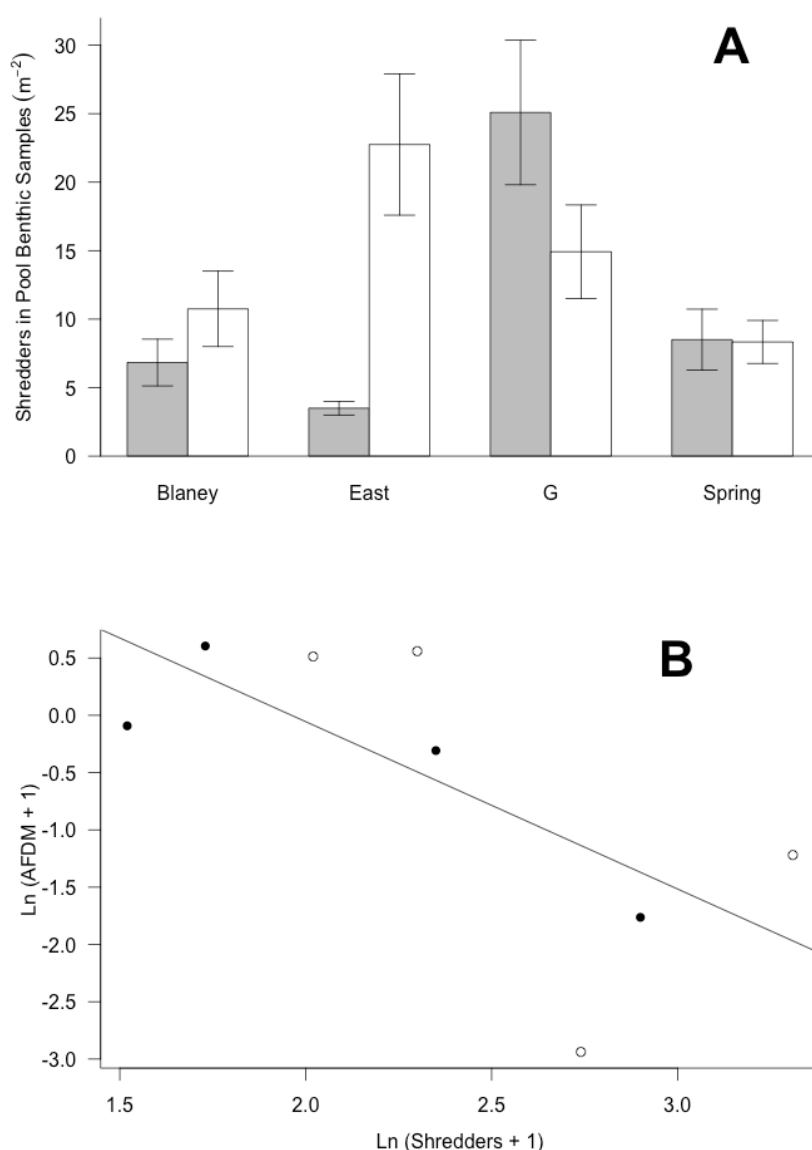 A
Shredders in Pool Benthic Samples (m⁻²)
30
25
20
15
10
5
0
Blaney East G Spring
B
Ln (AFDM + 1)
0.5
0.0
-0.5
-1.0
-1.5
-2.0
-2.5
-3.0
1.5 2.0 2.5 3.0
Ln (Shredders + 1)